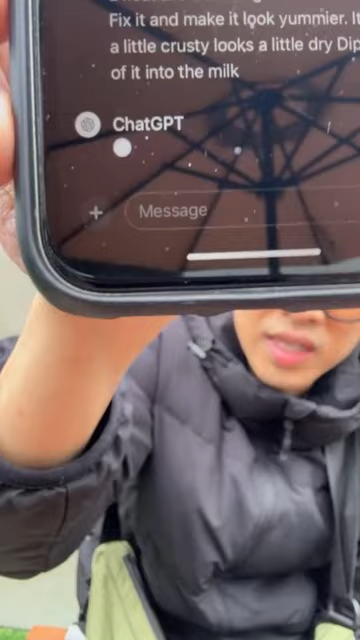 Fix it and make it look yummier. It
a little crusty looks a little dry Dip
of it into the milk
ChatGPT
Message